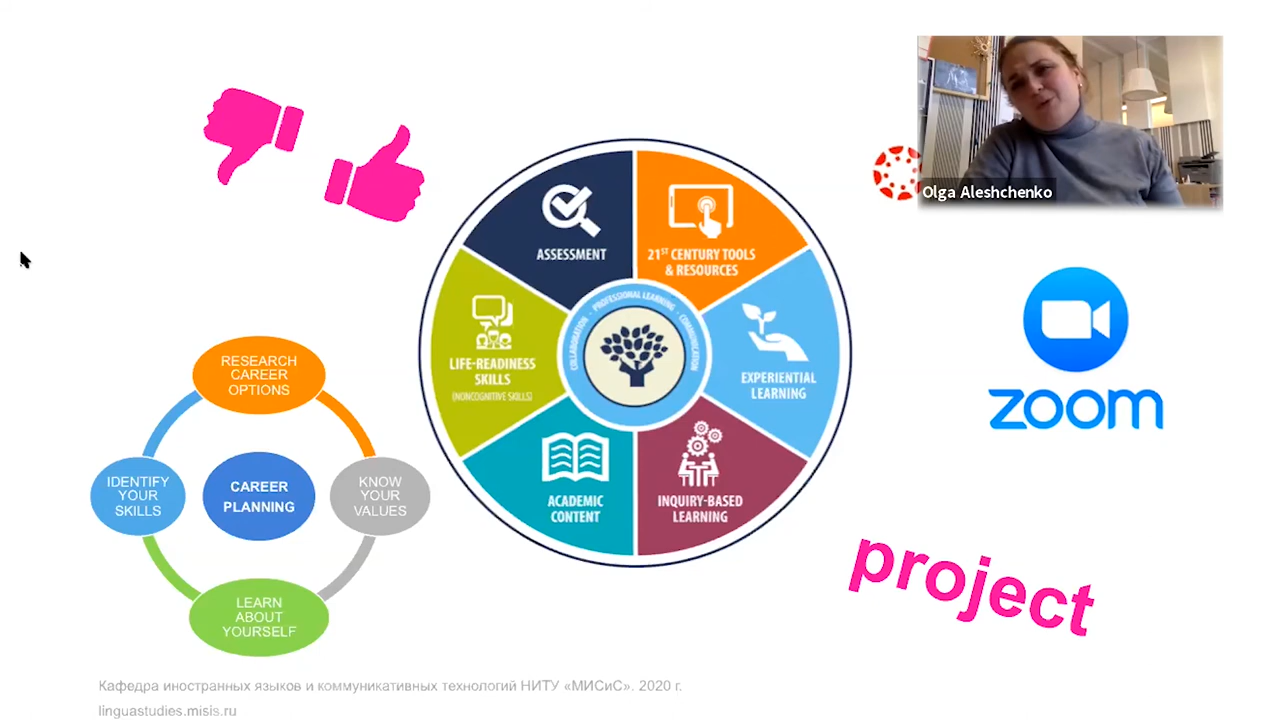 Olga Aleshchenko
ASSESSMENT
21ST CENTURY TOOLS
& RESOURCES
LIFE-READINESS
SKILLS
(NONCOGNITIVE SKILLS)
COLLABORATION - PROFESSIONAL LEARNING - COMMUNICATION
EXPERIENTIAL
LEARNING
ACADEMIC
CONTENT
INQUIRY-BASED
LEARNING
zoom
RESEARCH
CAREER
OPTIONS
IDENTIFY
YOUR
SKILLS
CAREER
PLANNING
KNOW
YOUR
VALUES
LEARN
ABOUT
YOURSELF
project
Кафедра иностранных языков и коммуникативных технологий НИТУ «МИСиС». 2020 г.
linguastudies.misis.ru